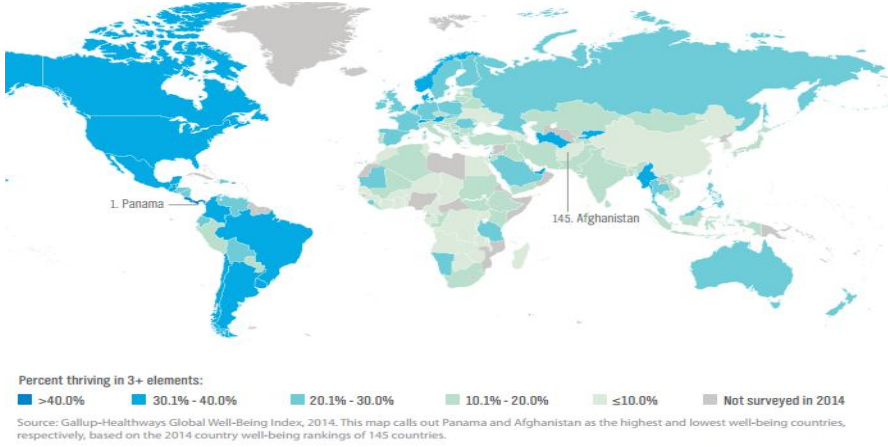 1. Panama
145. Afghanistan
Percent thriving in 3+ elements:
>40.0% 30.1% - 40.0% 20.1% - 30.0% 10.1% - 20.0% ≤10.0% Not surveyed in 2014
Source: Gallup-Healthways Global Well-Being Index, 2014. This map calls out Panama and Afghanistan as the highest and lowest well-being countries,
respectively, based on the 2014 country well-being rankings of 145 countries.